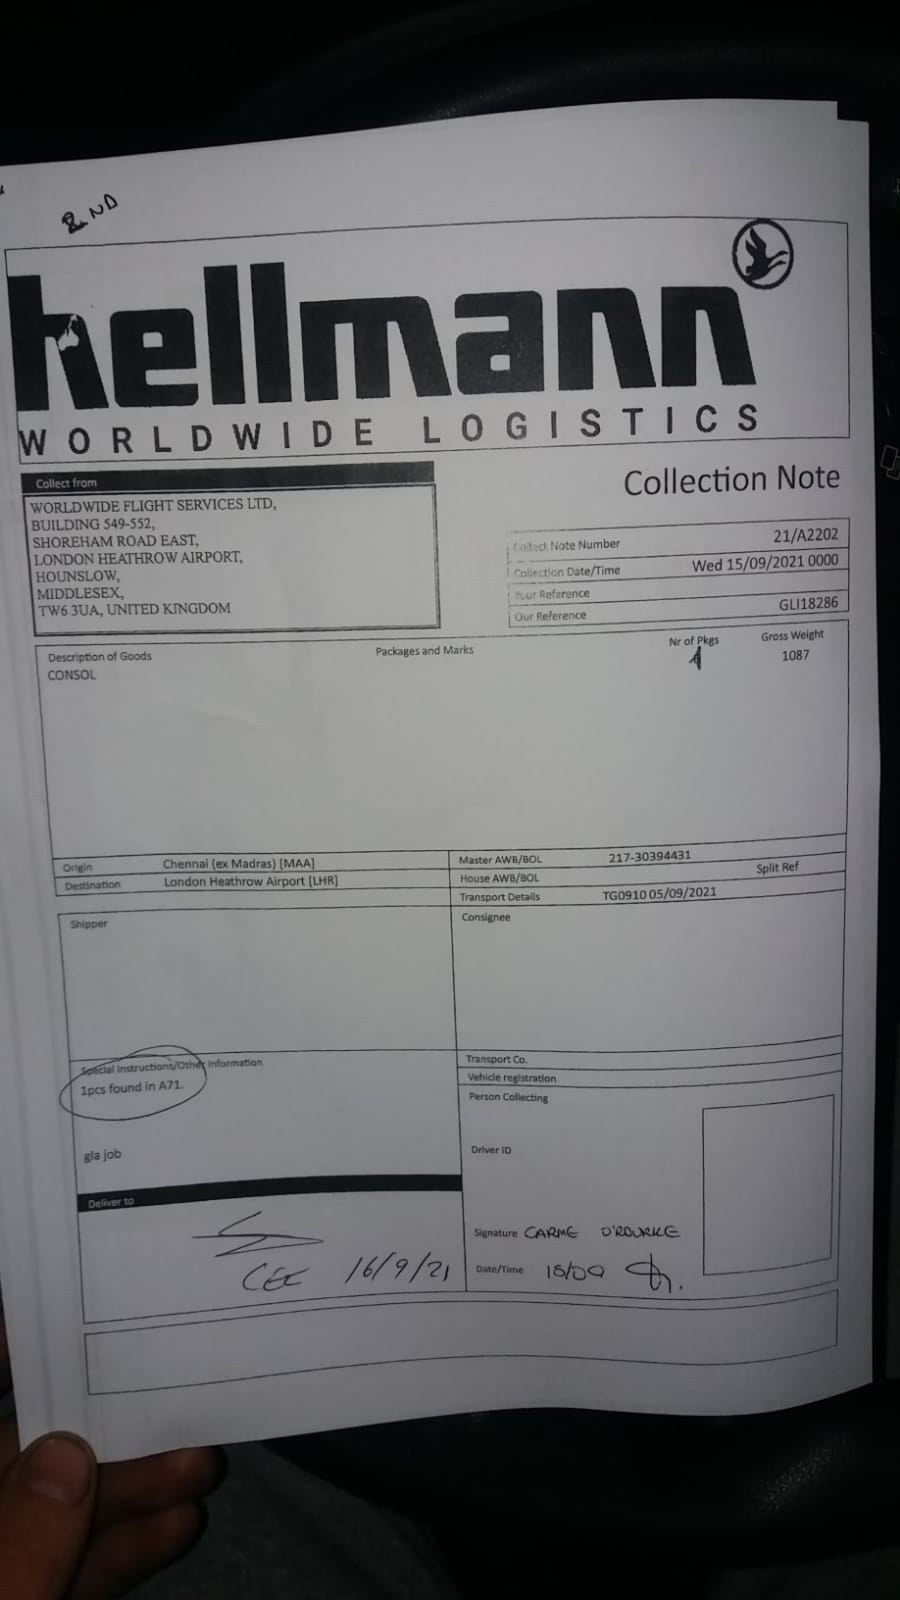 2ND
hellmann
WORLDWIDE LOGISTICS
Collect from
WORLDWIDE FLIGHT SERVICES LTD,
BUILDING 549-552,
SHOREHAM ROAD EAST,
LONDON HEATHROW AIRPORT,
HOUNSLOW,
MIDDLESEX,
TW6 3UA, UNITED KINGDOM
Collection Note
Collect Note Number 21/A2202
Collection Date/Time Wed 15/09/2021 0000
Your Reference
Our Reference GLI18286
Description of Goods Packages and Marks Nr of Pkgs Gross Weight
CONSOL 1 1087
Origin Chennai (ex Madras) [MAA]
Destination London Heathrow Airport [LHR]
Master AWB/BOL 217-30394431
House AWB/BOL Split Ref
Transport Details TG0910 05/09/2021
Shipper
Consignee
Special Instructions/Other Information
1pcs found in A71.
gla job
Transport Co.
Vehicle registration
Person Collecting
Driver ID
Signature CARME O'ROURKE
Date/Time 15/09
Deliver to
16/9/21